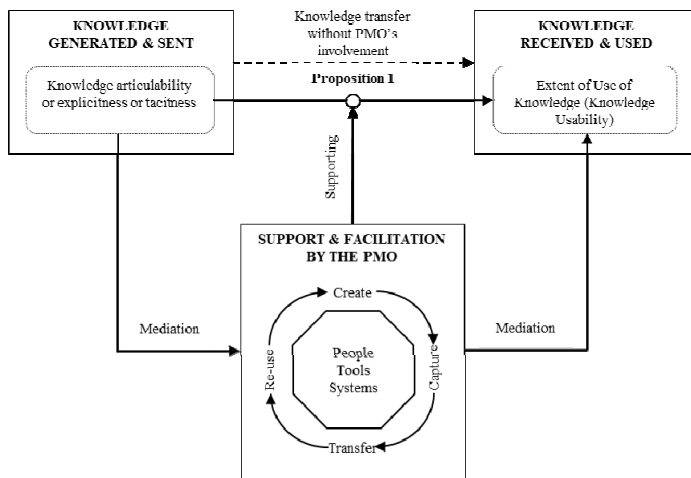 KNOWLEDGE
GENERATED & SENT
Knowledge articulability
or explicitness or tacitness
Knowledge transfer
without PMO's
involvement
Proposition 1
KNOWLEDGE
RECEIVED & USED
Extent of Use of
Knowledge (Knowledge
Usability)
Supporting
SUPPORT & FACILITATION
BY THE PMO
Mediation
Mediation
Create
Capture
Transfer
Re-use
People
Tools
Systems